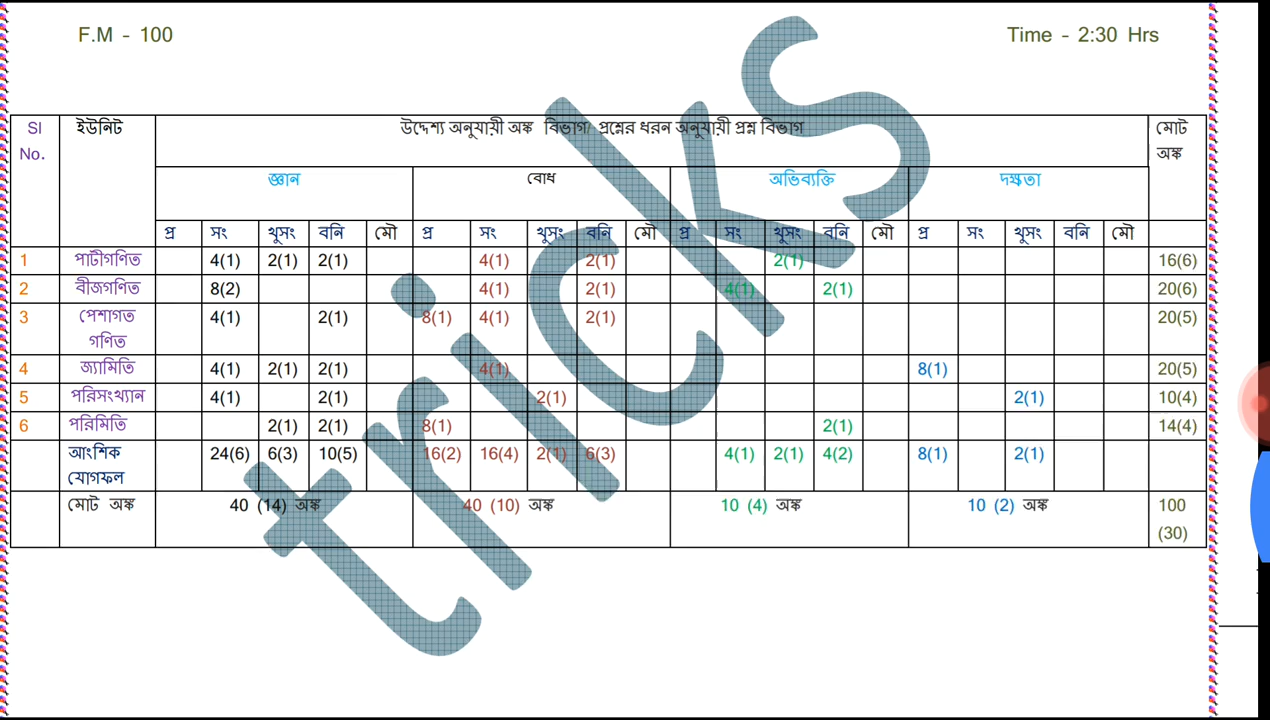 F.M - 100 Time - 2:30 Hrs
Sl No. ইউনিট উদ্দেশ্য অনুযায়ী অঙ্ক বিভাগ/ প্রশ্নের ধরন অনুযায়ী প্রশ্ন বিভাগ মোট অঙ্ক
জ্ঞান বোধ অভিব্যক্তি দক্ষতা
প্র সং থুসং বনি মৌ প্র সং থুসং বনি মৌ প্র সং থুসং বনি মৌ প্র সং থুসং বনি মৌ
1 পাটীগণিত 4(1) 2(1) 2(1) 4(1) 2(1) 2(1) 16(6)
2 বীজগণিত 8(2) 4(1) 2(1) 4(1) 2(1) 20(6)
3 পেশাগত গণিত 4(1) 2(1) 8(1) 4(1) 2(1) 20(5)
4 জ্যামিতি 4(1) 2(1) 2(1) 4(1) 8(1) 20(5)
5 পরিসংখ্যান 4(1) 2(1) 2(1) 2(1) 10(4)
6 পরিমিতি 2(1) 2(1) 8(1) 2(1) 14(4)
আংশিক যোগফল 24(6) 6(3) 10(5) 16(2) 16(4) 2(1) 6(3) 4(1) 2(1) 4(2) 8(1) 2(1)
মোট অঙ্ক 40 (14) অঙ্ক 40 (10) অঙ্ক 10 (4) অঙ্ক 10 (2) অঙ্ক 100 (30)
tricks